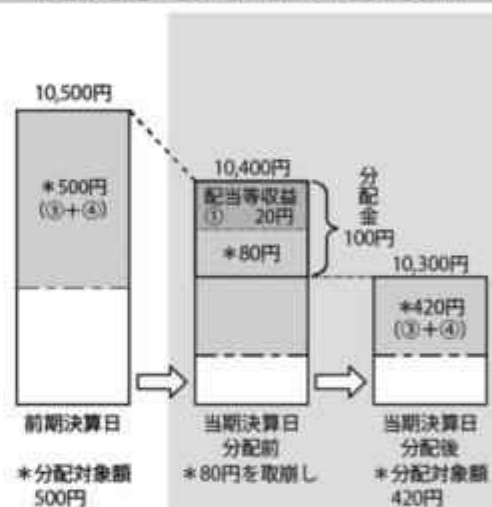 10,500円
*500円
(③+④)
10,400円
配当等収益
① 20円
*80円
分配金
100円
10,300円
*420円
(③+④)
前期決算日
*分配対象額
500円
当期決算日
分配前
*80円を取崩し
当期決算日
分配後
*分配対象額
420円